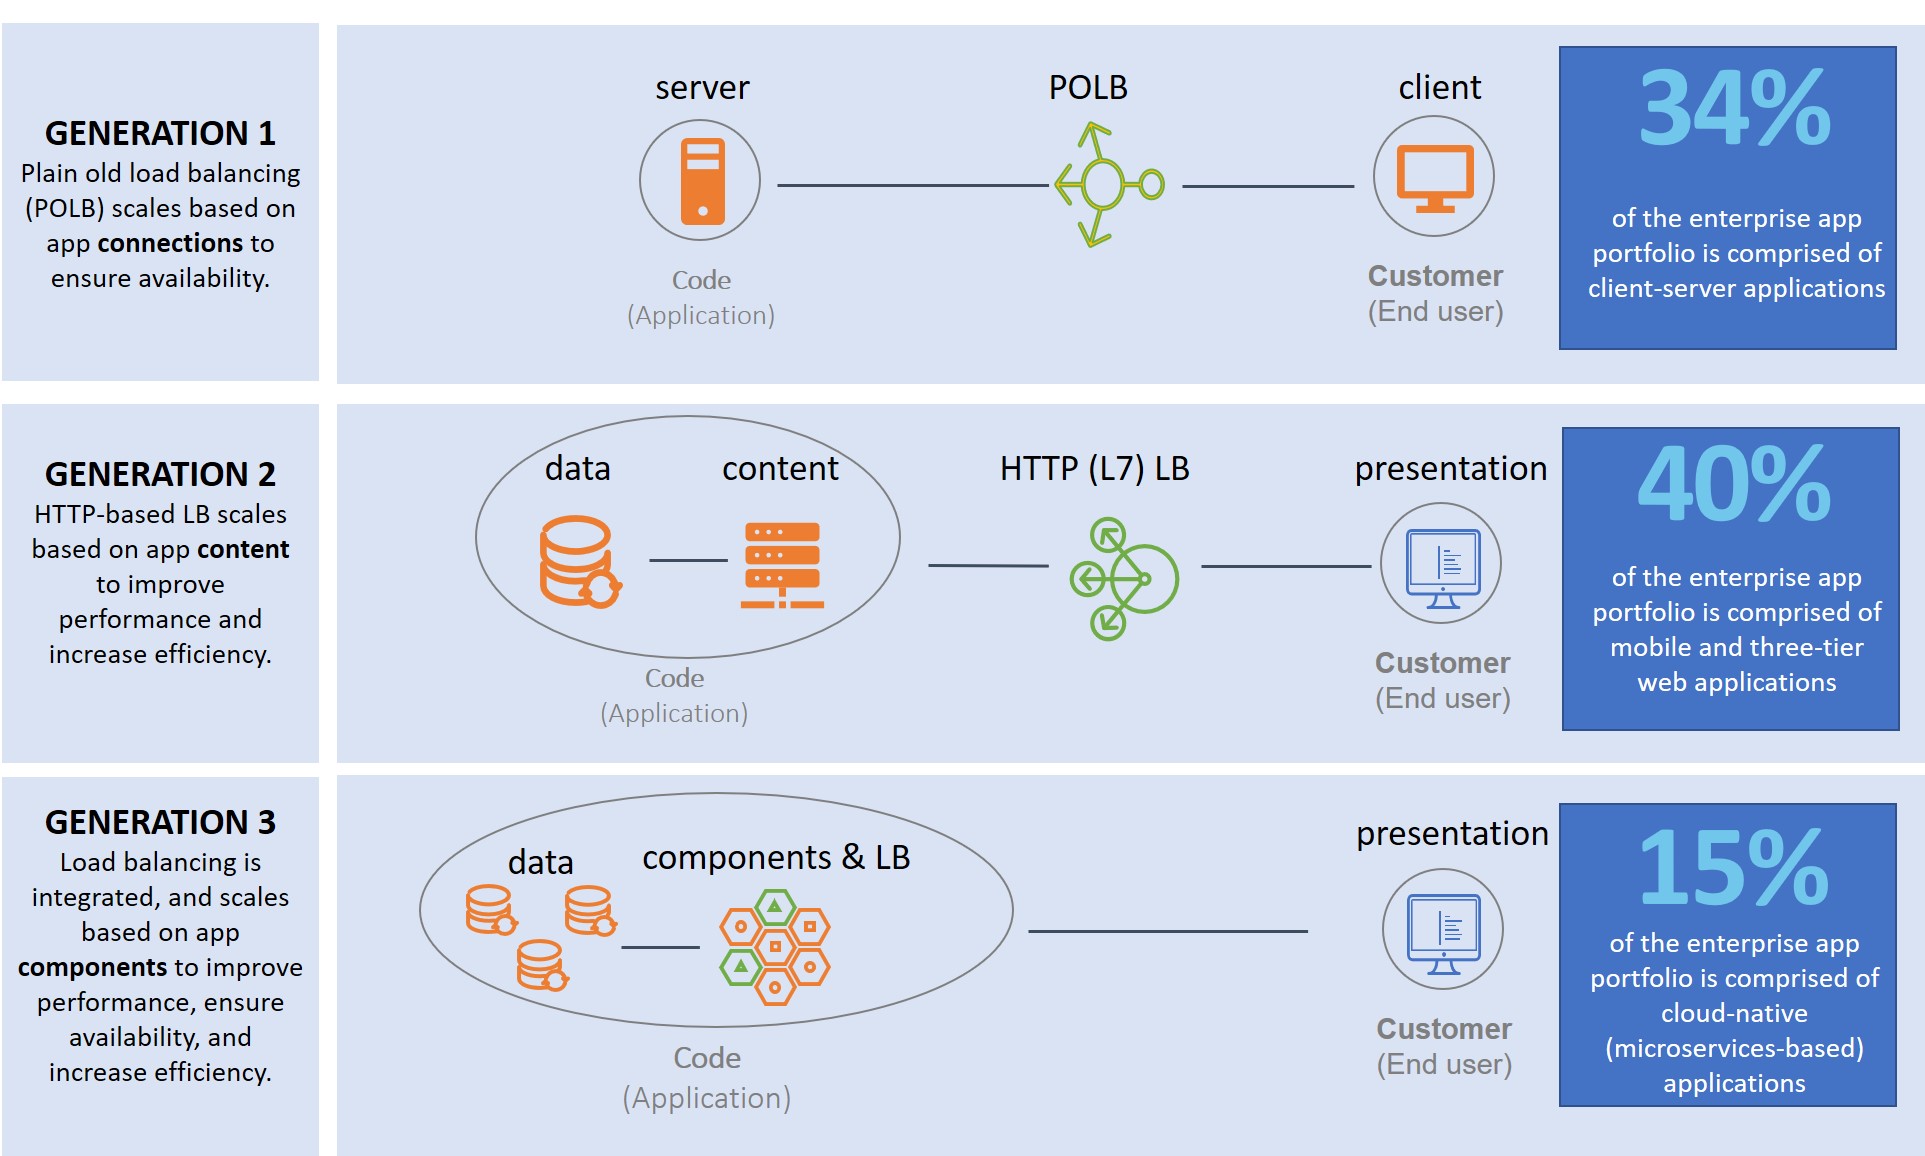 GENERATION 1
Plain old load balancing
(POLB) scales based on
app connections to
ensure availability.
server
POLB
client
Code
(Application)
Customer
(End user)
34%
of the enterprise app
portfolio is comprised of
client-server applications
GENERATION 2
HTTP-based LB scales
based on app content
to improve
performance and
increase efficiency.
data
content
HTTP (L7) LB
presentation
Code
(Application)
Customer
(End user)
40%
of the enterprise app
portfolio is comprised of
mobile and three-tier
web applications
GENERATION 3
Load balancing is
integrated, and scales
based on app
components to improve
performance, ensure
availability, and
increase efficiency.
data
components & LB
presentation
Code
(Application)
Customer
(End user)
15%
of the enterprise app
portfolio is comprised of
cloud-native
(microservices-based)
applications